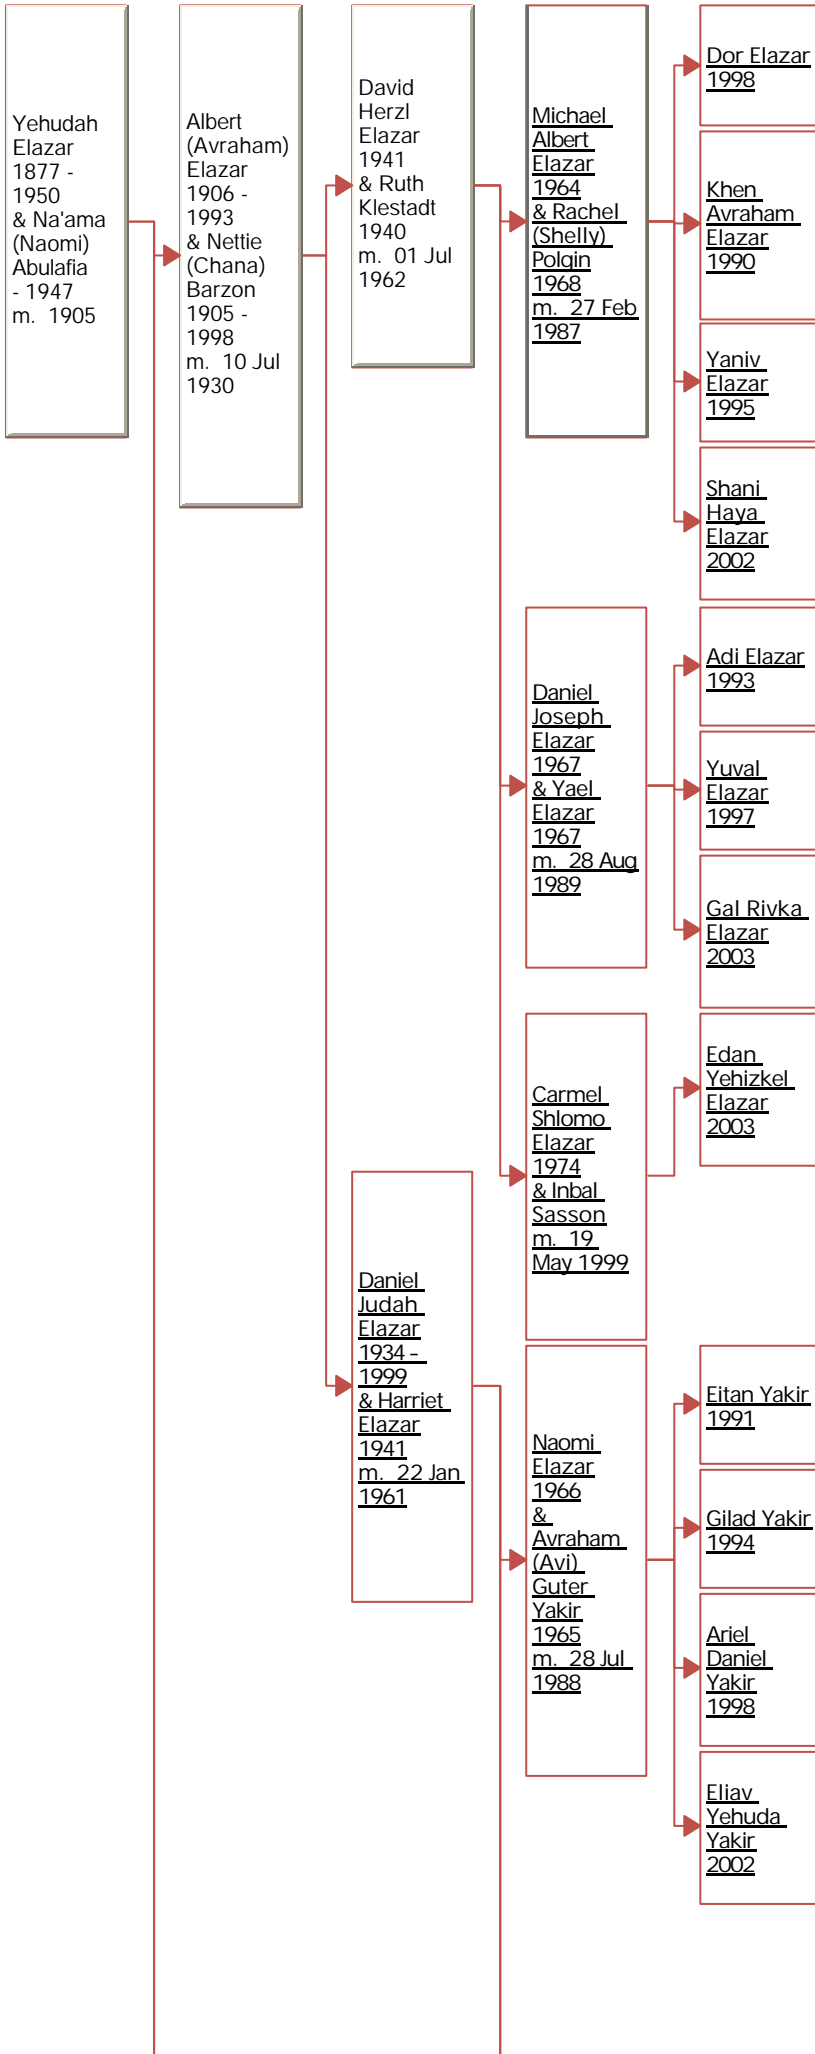 Yehudah
Elazar
1877 -
1950
& Na'ama
(Naomi)
Abulafia
- 1947
m. 1905
Albert
(Avraham)
Elazar
1906 -
1993
& Nettie
(Chana)
Barzon
1905 -
1998
m. 10 Jul
1930
David
Herzl
Elazar
1941
& Ruth
Klestadt
1940
m. 01 Jul
1962
Michael
Albert
Elazar
1964
& Rachel
(Shelly)
Polgin
1968
m. 27 Feb
1987
Dor Elazar
1998
Khen
Avraham
Elazar
1990
Yaniv
Elazar
1995
Shani
Haya
Elazar
2002
Daniel
Joseph
Elazar
1967
& Yael
Elazar
1967
m. 28 Aug
1989
Adi Elazar
1993
Yuval
Elazar
1997
Gal Rivka
Elazar
2003
Carmel
Shlomo
Elazar
1974
& Inbal
Sasson
m. 19
May 1999
Edan
Yehizkel
Elazar
2003
Daniel
Judah
Elazar
1934 -
1999
& Harriet
Elazar
1941
m. 22 Jan
1961
Naomi
Elazar
1966
&
Avraham
(Avi)
Guter
Yakir
1965
m. 28 Jul
1988
Eitan Yakir
1991
Gilad Yakir
1994
Ariel
Daniel
Yakir
1998
Eliav
Yehuda
Yakir
2002